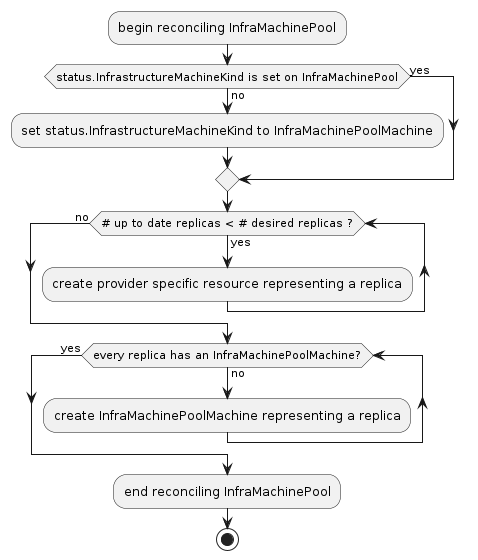 begin reconciling InfraMachinePool
status.InfrastructureMachineKind is set on InfraMachinePool
yes
no
set status.InfrastructureMachineKind to InfraMachinePoolMachine
no
# up to date replicas < # desired replicas ?
yes
create provider specific resource representing a replica
yes
every replica has an InfraMachinePoolMachine?
no
create InfraMachinePoolMachine representing a replica
end reconciling InfraMachinePool